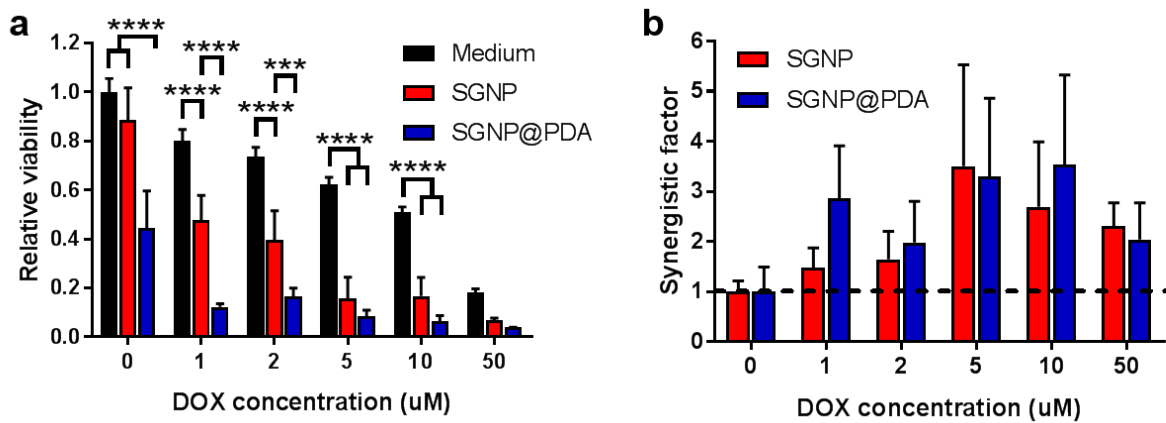 a
1.2
1.0
0.8
0.6
0.4
0.2
0.0
Relative viability
****
****
****
***
****
****
****
Medium
SGNP
SGNP@PDA
0 1 2 5 10 50
DOX concentration (uM)
b
6
5
4
3
2
1
0
Synergistic factor
SGNP
SGNP@PDA
0 1 2 5 10 50
DOX concentration (uM)